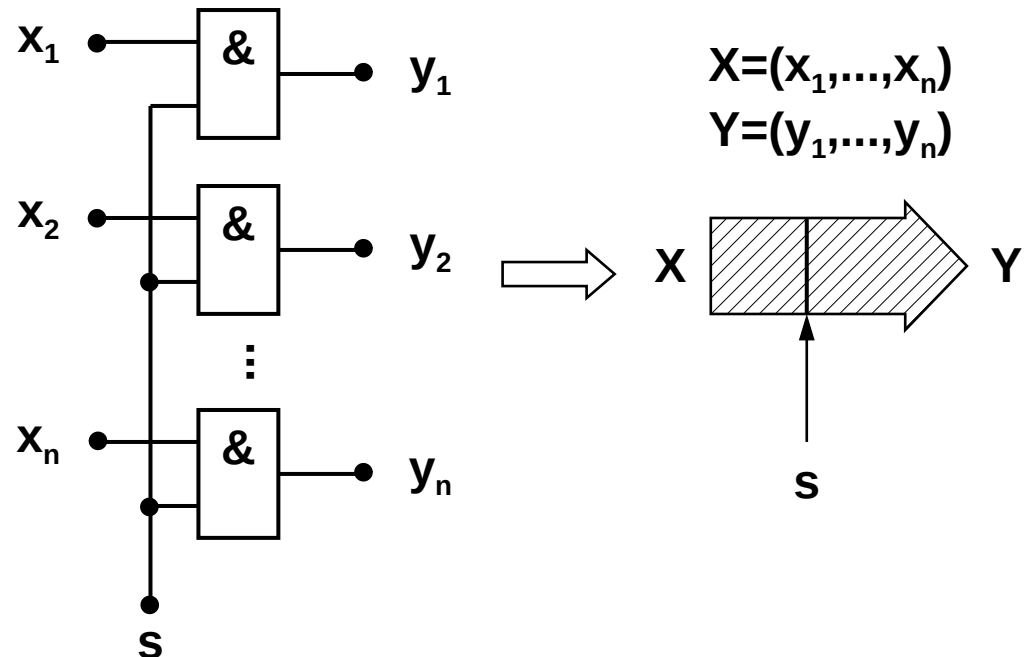 x1
&
y1
x2
&
y2
⋮
xn
&
yn
s
X=(x1,...,xn)
Y=(y1,...,yn)
X
Y
s